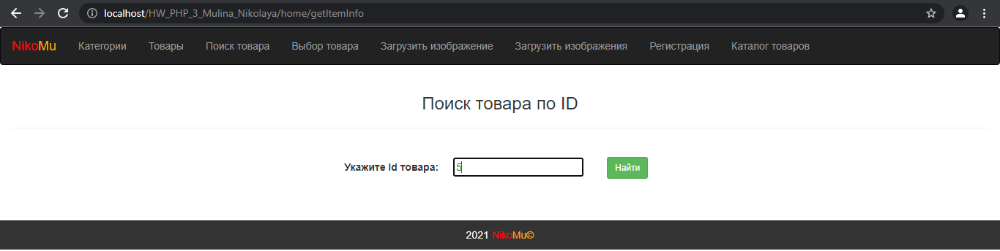 localhost/HW_PHP_3_Mulina_Nikolaya/home/getItemInfo
NikoMu Категории Товары Поиск товара Выбор товара Загрузить изображение Загрузить изображения Регистрация Каталог товаров
Поиск товара по ID
Укажите Id товара: 5 Найти
2021 NikoMu©